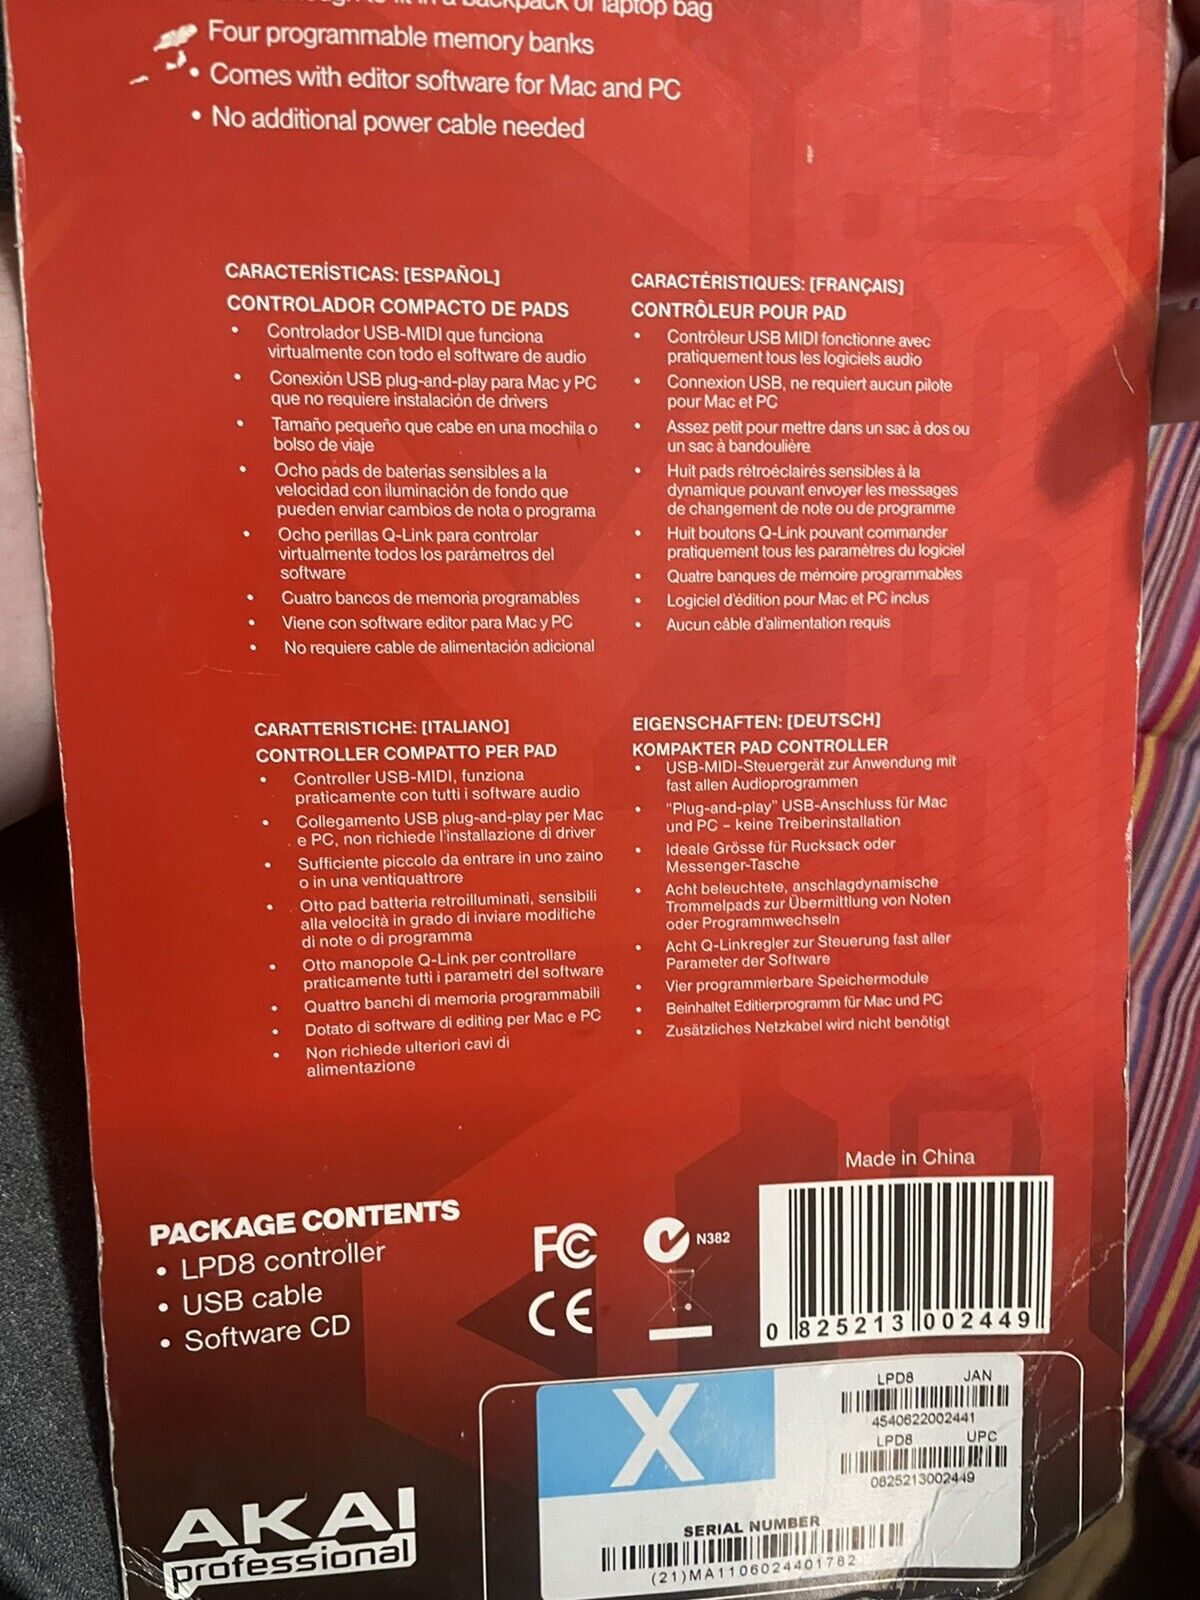 to fit in a backpack or laptop bag
Four programmable memory banks
• Comes with editor software for Mac and PC
• No additional power cable needed
CARACTERÍSTICAS: [ESPAÑOL]
CONTROLADOR COMPACTO DE PADS
• Controlador USB-MIDI que funciona
virtualmente con todo el software de audio
• Conexión USB plug-and-play para Mac y PC
que no requiere instalación de drivers
• Tamaño pequeño que cabe en una mochila o
bolso de viaje
• Ocho pads de baterías sensibles a la
velocidad con iluminación de fondo que
pueden enviar cambios de nota o programa
• Ocho perillas Q-Link para controlar
virtualmente todos los parámetros del
software
• Cuatro bancos de memoria programables
• Viene con software editor para Mac y PC
• No requiere cable de alimentación adicional
CARACTÉRISTIQUES: [FRANÇAIS]
CONTRÔLEUR POUR PAD
• Contrôleur USB MIDI fonctionne avec
pratiquement tous les logiciels audio
• Connexion USB, ne requiert aucun pilote
pour Mac et PC
• Assez petit pour mettre dans un sac à dos ou
un sac à bandoulière
• Huit pads rétroéclairés sensibles à la
dynamique pouvant envoyer les messages
de changement de note ou de programme
• Huit boutons Q-Link pouvant commander
pratiquement tous les paramètres du logiciel
• Quatre banques de mémoire programmables
• Logiciel d'édition pour Mac et PC inclus
• Aucun câble d'alimentation requis
CARATTERISTICHE: [ITALIANO]
CONTROLLER COMPATTO PER PAD
• Controller USB-MIDI, funziona
praticamente con tutti i software audio
• Collegamento USB plug-and-play per Mac
e PC, non richiede l'installazione di driver
• Sufficiente piccolo da entrare in uno zaino
o in una ventiquattrore
• Otto pad batteria retroilluminati, sensibili
alla velocità in grado di inviare modifiche
di note o di programma
• Otto manopole Q-Link per controllare
praticamente tutti i parametri del software
• Quattro banchi di memoria programmabili
• Dotato di software di editing per Mac e PC
• Non richiede ulteriori cavi di
alimentazione
EIGENSCHAFTEN: [DEUTSCH]
KOMPAKTER PAD CONTROLLER
• USB-MIDI-Steuergerät zur Anwendung mit
fast allen Audioprogrammen
• "Plug-and-play" USB-Anschluss für Mac
und PC – keine Treiberinstallation
• Ideale Grösse für Rucksack oder
Messenger-Tasche
• Acht beleuchtete, anschlagdynamische
Trommelpads zur Übermittlung von Noten
oder Programmwechseln
• Acht Q-Linkregler zur Steuerung fast aller
Parameter der Software
• Vier programmierbare Speichermodule
• Beinhaltet Editierprogramm für Mac und PC
• Zusätzliches Netzkabel wird nicht benötigt
Made in China
PACKAGE CONTENTS
• LPD8 controller
• USB cable
• Software CD
FC
CE
N382
0 825213 002449
X
LPD8 JAN
4540622002441
LPD8 UPC
0825213002449
SERIAL NUMBER
(21)MA1106024401782
AKAI
professional